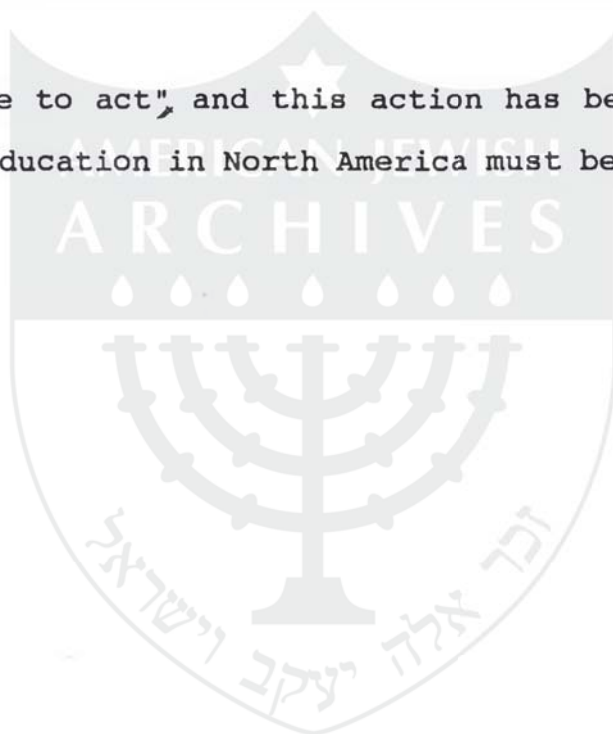 e to act", and this action has be
ducation in North America must be
AMERICAN JEWISH
ARCHIVES
זכר אלה יעקב וישראל